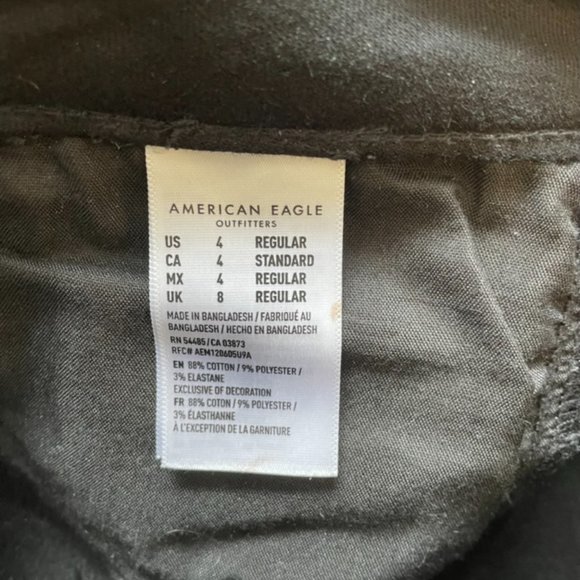 AMERICAN EAGLE
OUTFITTERS
US 4 REGULAR
CA 4 STANDARD
MX 4 REGULAR
UK 8 REGULAR
MADE IN BANGLADESH / FABRIQUÉ AU
BANGLADESH / HECHO EN BANGLADESH
RN 54485 / CA 03873
RFC# AEM120605U9A
EN 88% COTTON / 9% POLYESTER /
3% ELASTANE
EXCLUSIVE OF DECORATION
FR 88% COTTON / 9% POLYESTER /
3% ÉLASTHANNE
À L'EXCEPTION DE LA GARNITURE